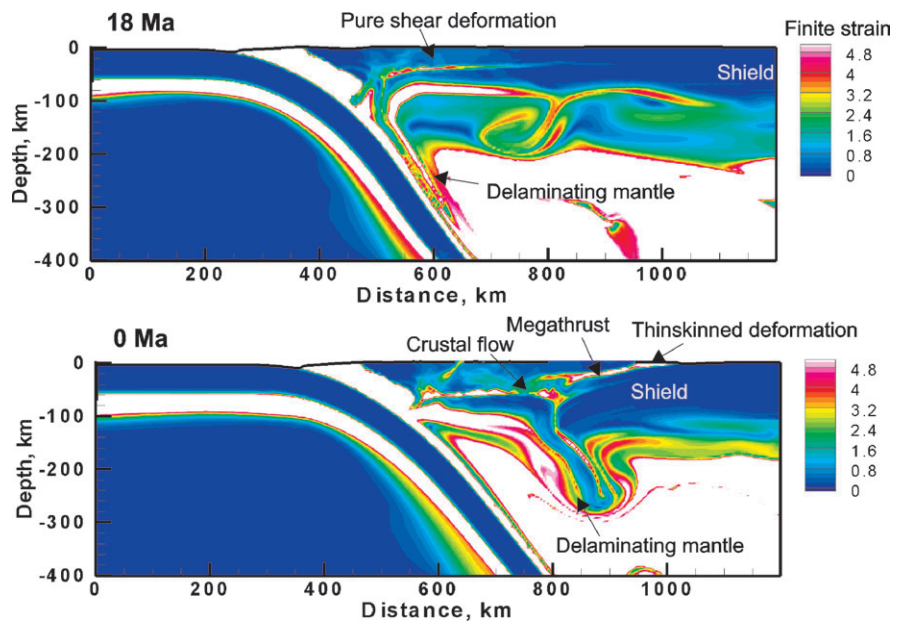 18 Ma
Pure shear deformation
Finite strain
0
-100
-200
-300
-400
Depth, km
Shield
Delaminating mantle
4.8
4
3.2
2.4
1.6
0.8
0
0 200 400 600 800 1000
Distance, km
0 Ma
Megathrust
Thinskinned deformation
Crustal flow
0
-100
-200
-300
-400
Depth, km
Shield
Delaminating mantle
4.8
4
3.2
2.4
1.6
0.8
0
0 200 400 600 800 1000
Distance, km